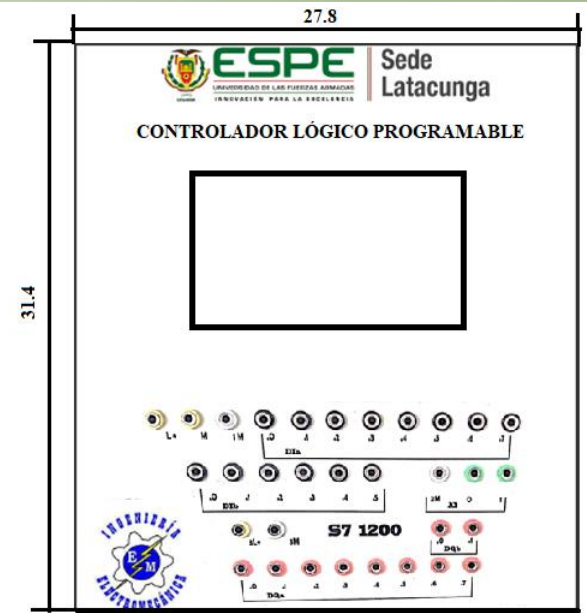 27.8
ESPE
UNIVERSIDAD DE LAS FUERZAS ARMADAS
INNOVACIÓN PARA LA EXCELENCIA
Sede
Latacunga
CONTROLADOR LÓGICO PROGRAMABLE
31.4
L+ M 1M .0 .1 .2 .3 .4 .5 .6 .7
DIa
.0 .1 .2 .3 .4 .5
DIb
2M 0 1
AI
3L+ 3M
S7 1200
.0 .1
DQb
.0 .1 .2 .3 .4 .5 .6 .7
DQa
INGENIERÍA
E M
ELECTROMECÁNICA